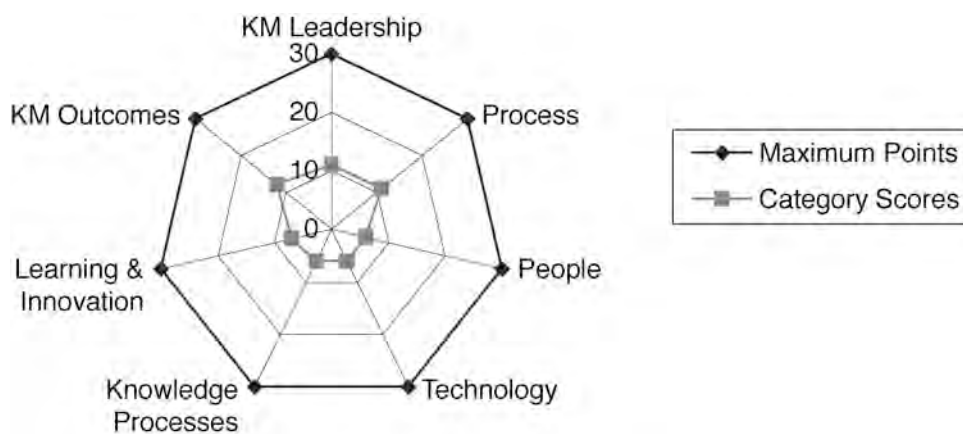 KM Leadership
30
KM Outcomes
Process
20
Maximum Points
10
Category Scores
0
Learning &
Innovation
People
Knowledge
Processes
Technology